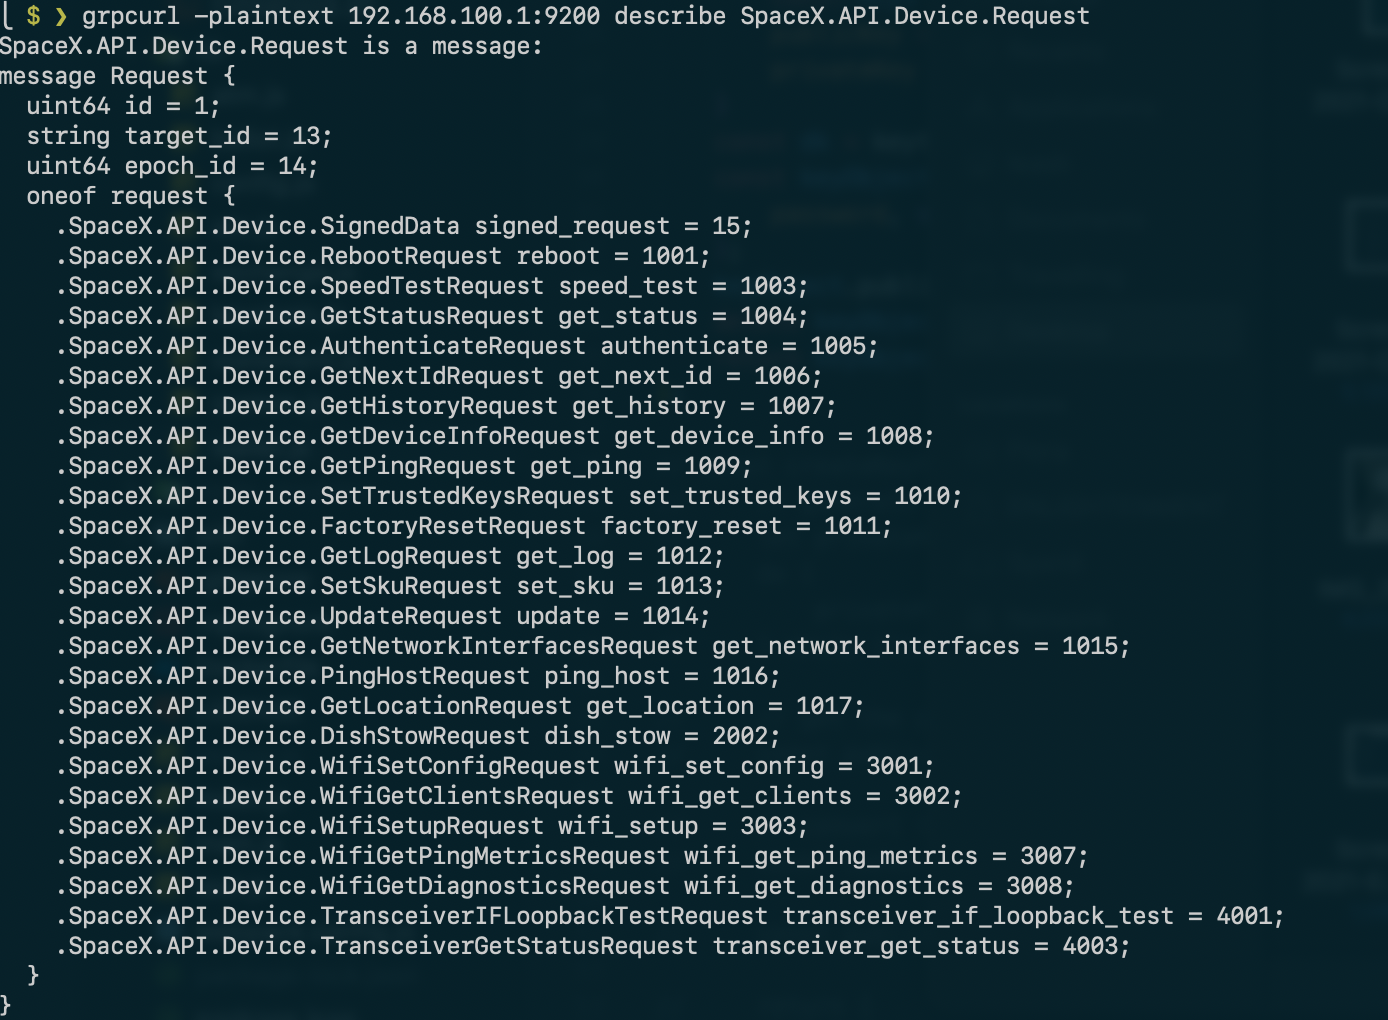 $ ❯ grpcurl -plaintext 192.168.100.1:9200 describe SpaceX.API.Device.Request
SpaceX.API.Device.Request is a message:
message Request {
  uint64 id = 1;
  string target_id = 13;
  uint64 epoch_id = 14;
  oneof request {
    .SpaceX.API.Device.SignedData signed_request = 15;
    .SpaceX.API.Device.RebootRequest reboot = 1001;
    .SpaceX.API.Device.SpeedTestRequest speed_test = 1003;
    .SpaceX.API.Device.GetStatusRequest get_status = 1004;
    .SpaceX.API.Device.AuthenticateRequest authenticate = 1005;
    .SpaceX.API.Device.GetNextIdRequest get_next_id = 1006;
    .SpaceX.API.Device.GetHistoryRequest get_history = 1007;
    .SpaceX.API.Device.GetDeviceInfoRequest get_device_info = 1008;
    .SpaceX.API.Device.GetPingRequest get_ping = 1009;
    .SpaceX.API.Device.SetTrustedKeysRequest set_trusted_keys = 1010;
    .SpaceX.API.Device.FactoryResetRequest factory_reset = 1011;
    .SpaceX.API.Device.GetLogRequest get_log = 1012;
    .SpaceX.API.Device.SetSkuRequest set_sku = 1013;
    .SpaceX.API.Device.UpdateRequest update = 1014;
    .SpaceX.API.Device.GetNetworkInterfacesRequest get_network_interfaces = 1015;
    .SpaceX.API.Device.PingHostRequest ping_host = 1016;
    .SpaceX.API.Device.GetLocationRequest get_location = 1017;
    .SpaceX.API.Device.DishStowRequest dish_stow = 2002;
    .SpaceX.API.Device.WifiSetConfigRequest wifi_set_config = 3001;
    .SpaceX.API.Device.WifiGetClientsRequest wifi_get_clients = 3002;
    .SpaceX.API.Device.WifiSetupRequest wifi_setup = 3003;
    .SpaceX.API.Device.WifiGetPingMetricsRequest wifi_get_ping_metrics = 3007;
    .SpaceX.API.Device.WifiGetDiagnosticsRequest wifi_get_diagnostics = 3008;
    .SpaceX.API.Device.TransceiverIFLoopbackTestRequest transceiver_if_loopback_test = 4001;
    .SpaceX.API.Device.TransceiverGetStatusRequest transceiver_get_status = 4003;
  }
}